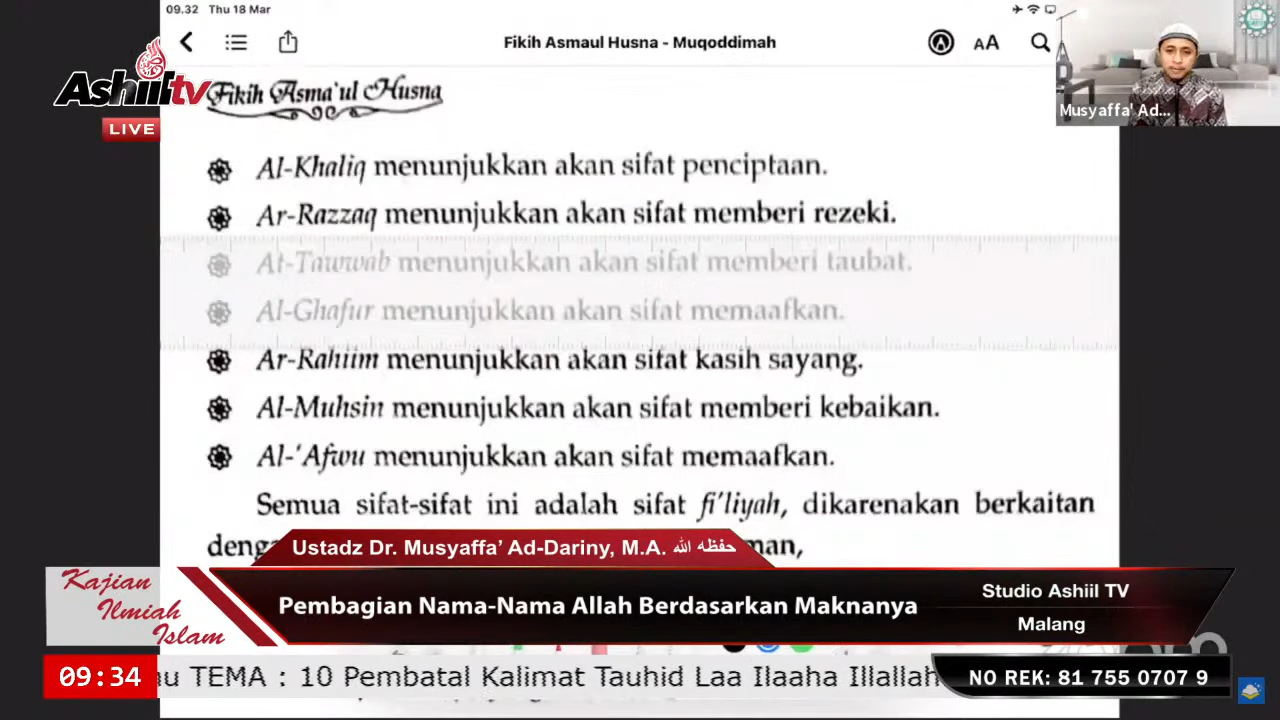 09.32 Thu 18 Mar
Fikih Asmaul Husna - Muqoddimah
AA
Ashiil tv
LIVE
Musyaffa' Ad...
Fikih Asma'ul Husna
Al-Khaliq menunjukkan akan sifat penciptaan.
Ar-Razzaq menunjukkan akan sifat memberi rezeki.
At-Tawwab menunjukkan akan sifat memberi taubat.
Al-Ghafur menunjukkan akan sifat memaafkan.
Ar-Rahiim menunjukkan akan sifat kasih sayang.
Al-Muhsin menunjukkan akan sifat memberi kebaikan.
Al-'Afwu menunjukkan akan sifat memaafkan.
Semua sifat-sifat ini adalah sifat fi'liyah, dikarenakan berkaitan
Ustadz Dr. Musyaffa' Ad-Dariny, M.A. حفظه الله
Kajian
Ilmiah
Islam
Pembagian Nama-Nama Allah Berdasarkan Maknanya
Studio Ashiil TV
Malang
09:34
TEMA : 10 Pembatal Kalimat Tauhid Laa Ilaaha Illallah
NO REK: 81 755 0707 9